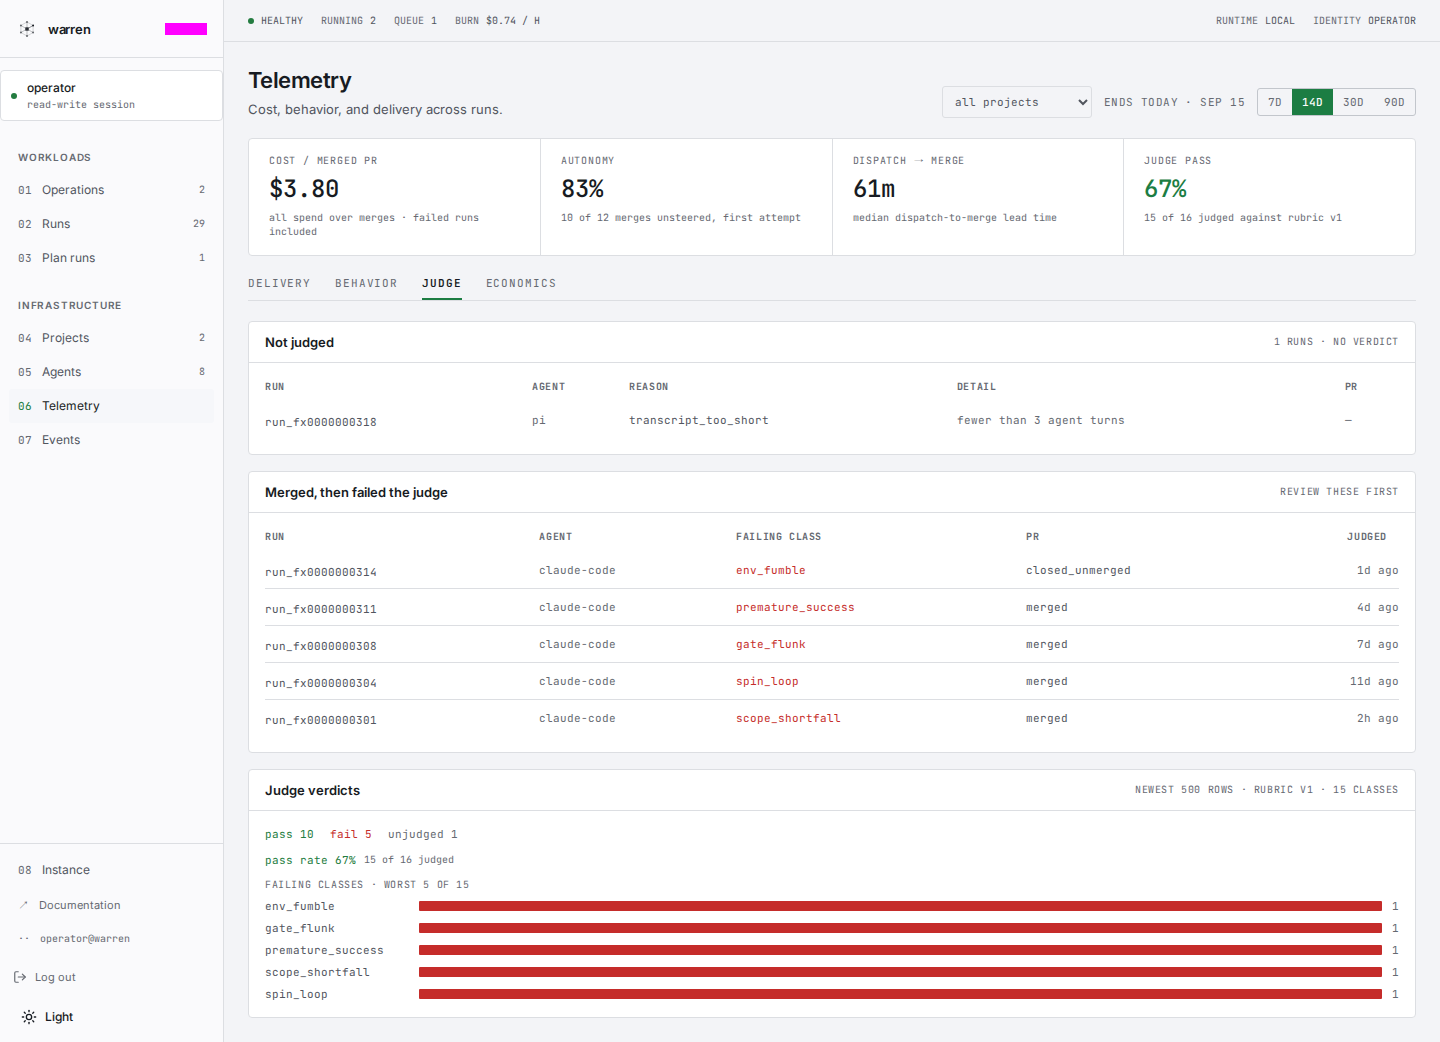 warren
operator
read-write session
WORKLOADS
01 Operations 2
02 Runs 29
03 Plan runs 1
INFRASTRUCTURE
04 Projects 2
05 Agents 8
06 Telemetry
07 Events
08 Instance
Documentation
operator@warren
Log out
Light
HEALTHY RUNNING 2 QUEUE 1 BURN $0.74 / H
RUNTIME LOCAL IDENTITY OPERATOR
Telemetry
Cost, behavior, and delivery across runs.
all projects
ENDS TODAY · SEP 15
7D 14D 30D 90D
COST / MERGED PR
$3.80
all spend over merges · failed runs
included
AUTONOMY
83%
10 of 12 merges unsteered, first attempt
DISPATCH → MERGE
61m
median dispatch-to-merge lead time
JUDGE PASS
67%
15 of 16 judged against rubric v1
DELIVERY BEHAVIOR JUDGE ECONOMICS
Not judged
1 RUNS · NO VERDICT
RUN AGENT REASON DETAIL PR
run_fx0000000318 pi transcript_too_short fewer than 3 agent turns —
Merged, then failed the judge
REVIEW THESE FIRST
RUN AGENT FAILING CLASS PR JUDGED
run_fx0000000314 claude-code env_fumble closed_unmerged 1d ago
run_fx0000000311 claude-code premature_success merged 4d ago
run_fx0000000308 claude-code gate_flunk merged 7d ago
run_fx0000000304 claude-code spin_loop merged 11d ago
run_fx0000000301 claude-code scope_shortfall merged 2h ago
Judge verdicts
NEWEST 500 ROWS · RUBRIC V1 · 15 CLASSES
pass 10 fail 5 unjudged 1
pass rate 67% 15 of 16 judged
FAILING CLASSES · WORST 5 OF 15
env_fumble 1
gate_flunk 1
premature_success 1
scope_shortfall 1
spin_loop 1